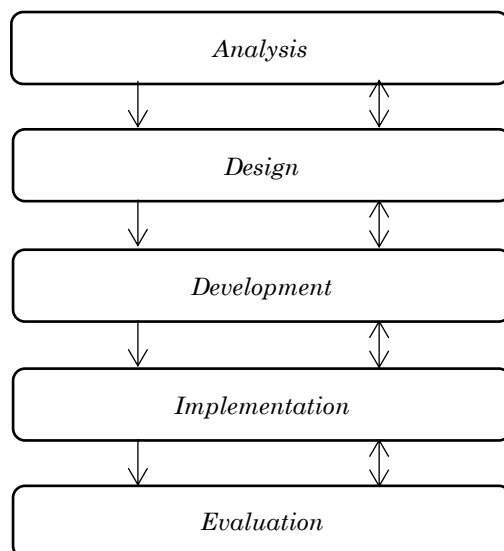 Analysis
Design
Development
Implementation
Evaluation